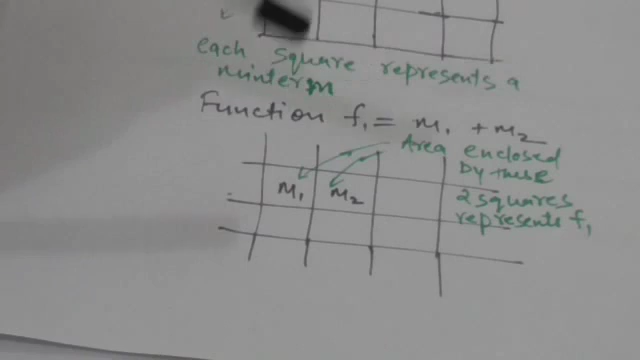 each square represents a
minterm
Function f₁ = m₁ + m₂
Area enclosed
by these
2 squares
represents f₁
M₁ M₂